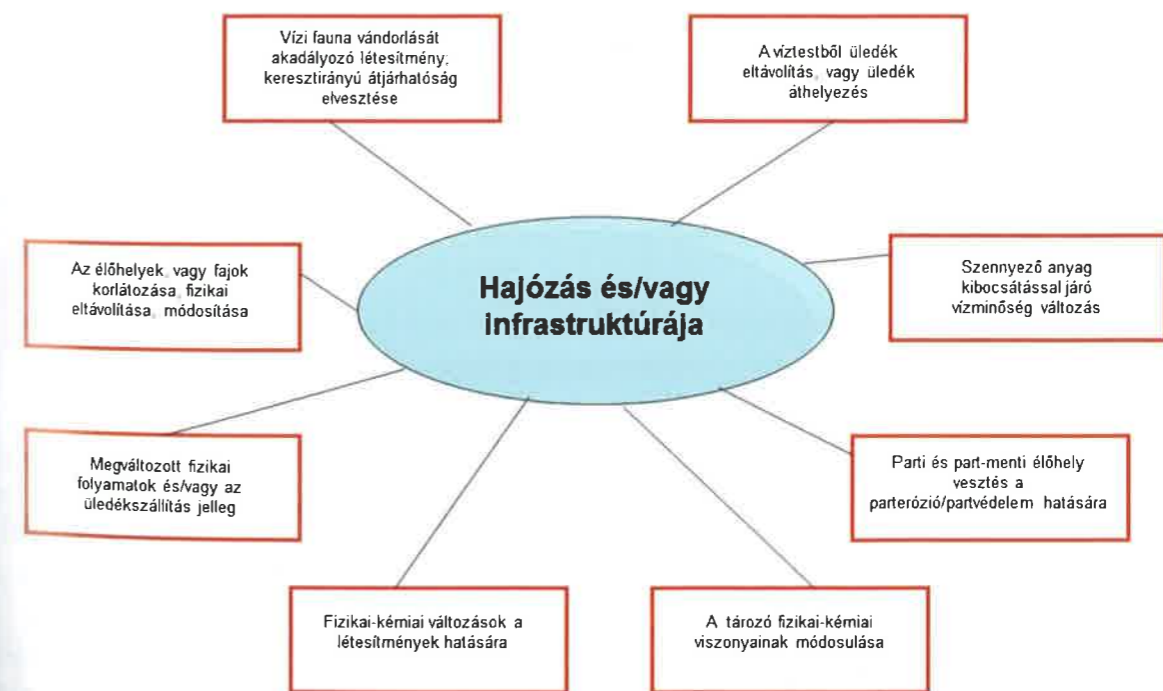 Vízi fauna vándorlását
akadályozó létesítmény;
keresztirányú átjárhatóság
elvesztése
A víztestből üledék
eltávolítás, vagy üledék
áthelyezés
Az élőhelyek, vagy fajok
korlátozása, fizikai
eltávolítása, módosítása
Hajózás és/vagy
infrastruktúrája
Szennyező anyag
kibocsátással járó
vízminőség változás
Megváltozott fizikai
folyamatok és/vagy az
üledékszállítás jelleg
Parti és part-menti élőhely
vesztés a
parterózió/partvédelem hatására
Fizikai-kémiai változások a
létesítmények hatására
A tározó fizikai-kémiai
viszonyainak módosulása